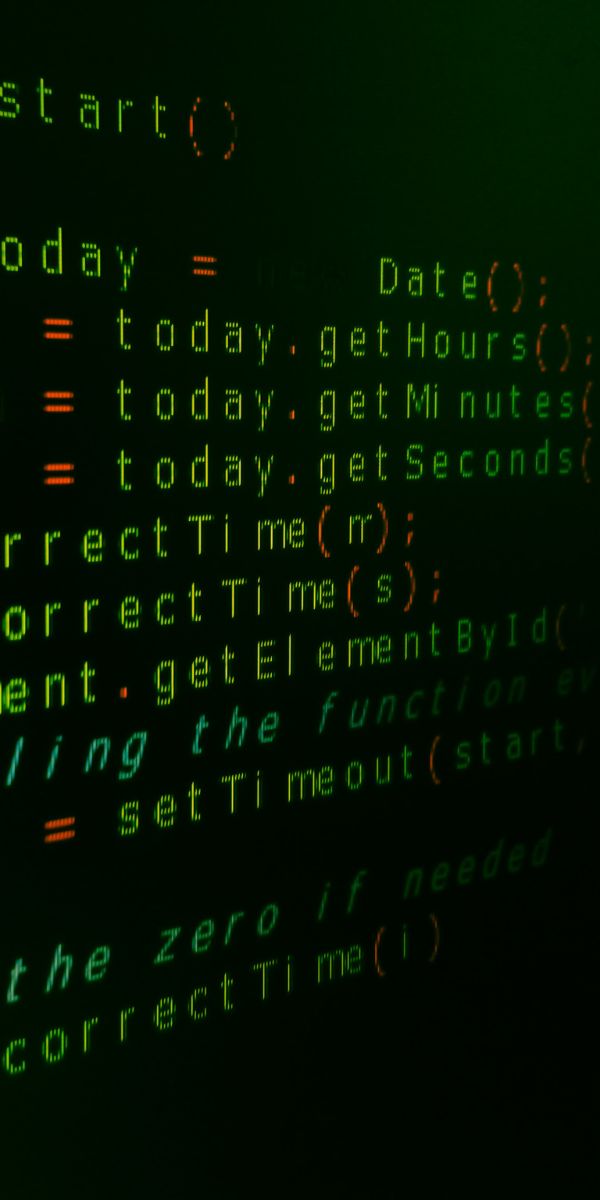 start()
oday = Date();
= today.getHours();
= today.getMinutes(
= today.getSeconds(
rrectTime(m);
orrectTime(s);
ent.getElementById(
ling the function ev
= setTimeout(start,
the zero if needed
correctTime(i)